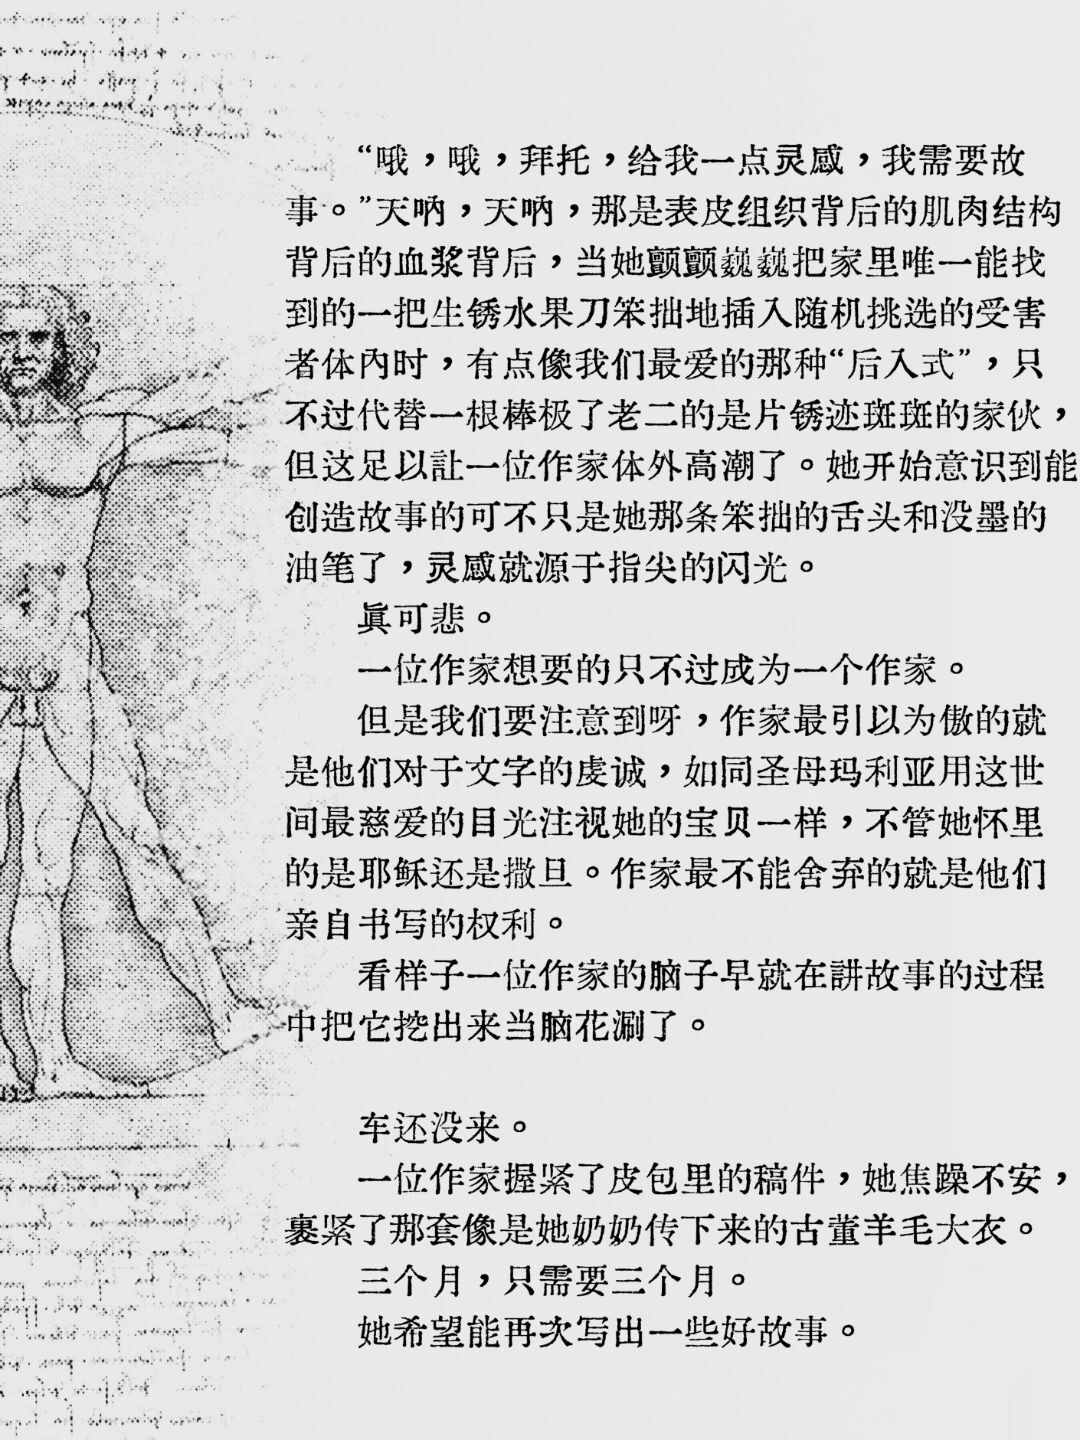 “哦，哦，拜托，给我一点灵感，我需要故
事。”天呐，天呐，那是表皮组织背后的肌肉结构
背后的血浆背后，当她颤颤巍巍把家里唯一能找
到的一把生锈水果刀笨拙地插入随机挑选的受害
者体内时，有点像我们最爱的那种“后入式”，只
不过代替一根棒极了老二的是片锈迹斑斑的家伙，
但这足以訨一位作家体外高潮了。她开始意识到能
创造故事的可不只是她那条笨拙的舌头和没墨的
油笔了，灵感就源于指尖的闪光。
眞可悲。
一位作家想要的只不过成为一个作家。
但是我们要注意到呀，作家最引以为傲的就
是他们对于文字的虔诚，如同圣母玛利亚用这世
间最慈爱的目光注视她的宝贝一样，不管她怀里
的是耶稣还是撒旦。作家最不能舍弃的就是他们
亲自书写的权利。
看样子一位作家的脑子早就在讲故事的过程
中把它挖出来当脑花涮了。
车还没来。
一位作家握紧了皮包里的稿件，她焦躁不安，
裹紧了那套像是她奶奶传下来的古董羊毛大衣。
三个月，只需要三个月。
她希望能再次写出一些好故事。